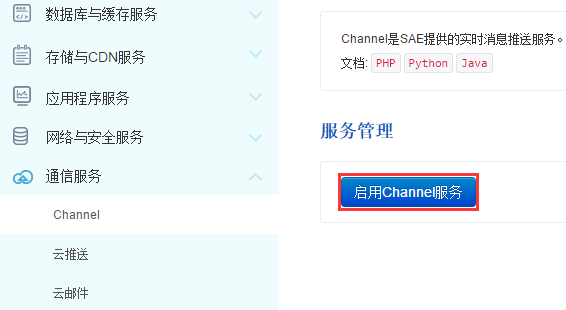 数据库与缓存服务
存储与CDN服务
应用程序服务
网络与安全服务
通信服务
Channel
云推送
云邮件
Channel是SAE提供的实时消息推送服务。
文档: PHP Python Java
服务管理
启用Channel服务